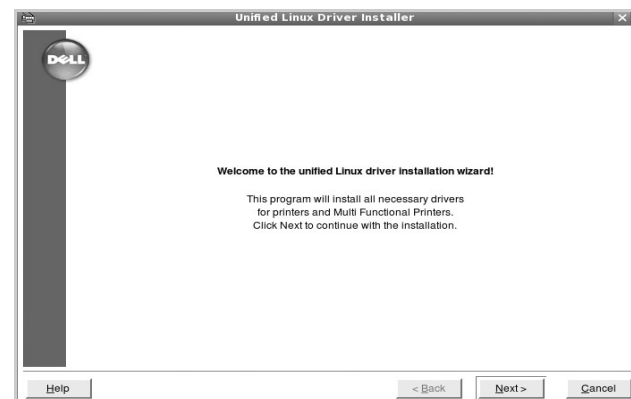 Unified Linux Driver Installer
DELL
Welcome to the unified Linux driver installation wizard!
This program will install all necessary drivers
for printers and Multi Functional Printers.
Click Next to continue with the installation.
Help
< Back
Next >
Cancel